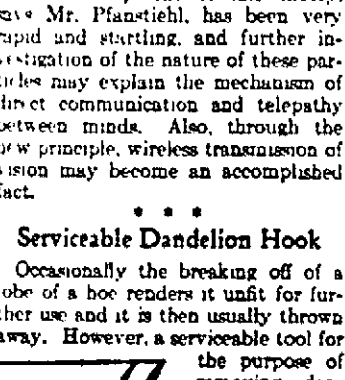 Mr. Pfanstiehl, has been very
rapid and startling, and further in-
vestigation of the nature of these par-
ticles may explain the mechanism of
direct communication and telepathy
between minds. Also, through the
new principle, wireless transmission of
vision may become an accomplished
fact.
* * *
Serviceable Dandelion Hook
Occasionally the breaking off of a
lobe of a hoe renders it unfit for fur-
ther use and it is then usually thrown
away. However, a serviceable tool for
the purpose of